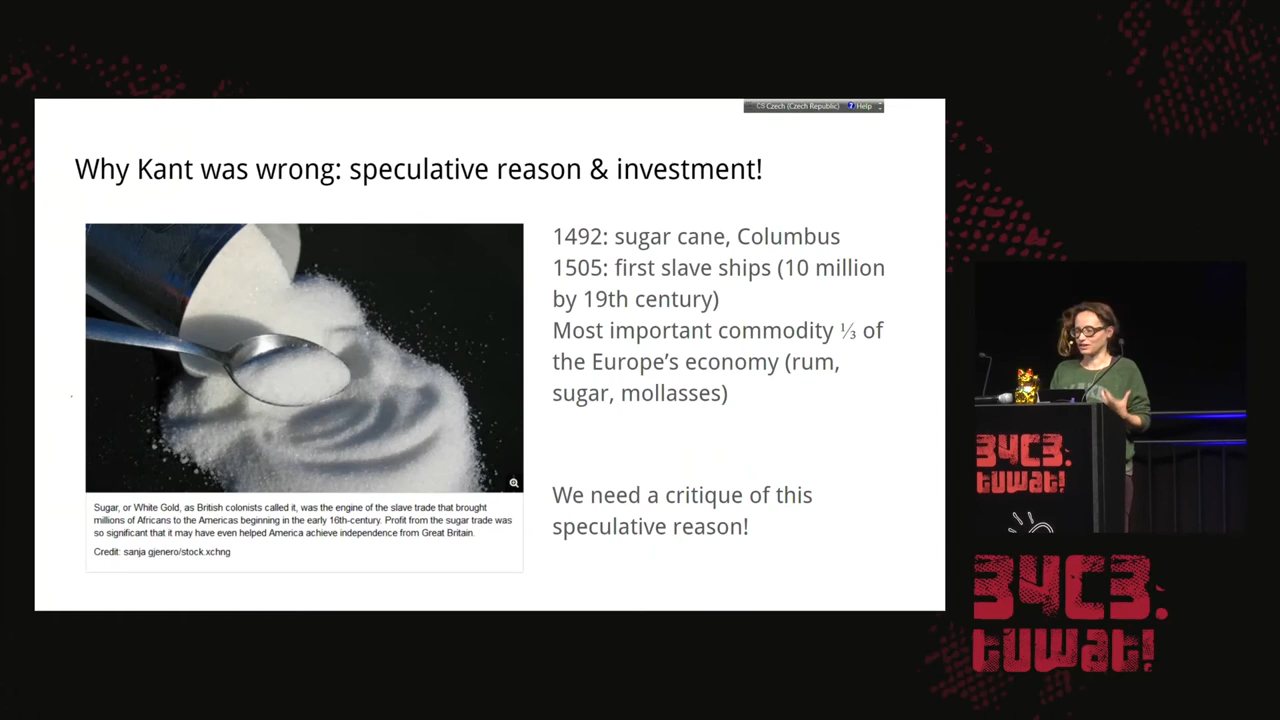 CS Czech (Czech Republic) ? Help
Why Kant was wrong: speculative reason & investment!
1492: sugar cane, Columbus
1505: first slave ships (10 million
by 19th century)
Most important commodity ⅓ of
the Europe’s economy (rum,
sugar, mollasses)
We need a critique of this
speculative reason!
Sugar, or White Gold, as British colonists called it, was the engine of the slave trade that brought
millions of Africans to the Americas beginning in the early 16th-century. Profit from the sugar trade was
so significant that it may have even helped America achieve independence from Great Britain.
Credit: sanja gjenero/stock.xchng
34C3.
tuwat!
34C3.
tuwat!